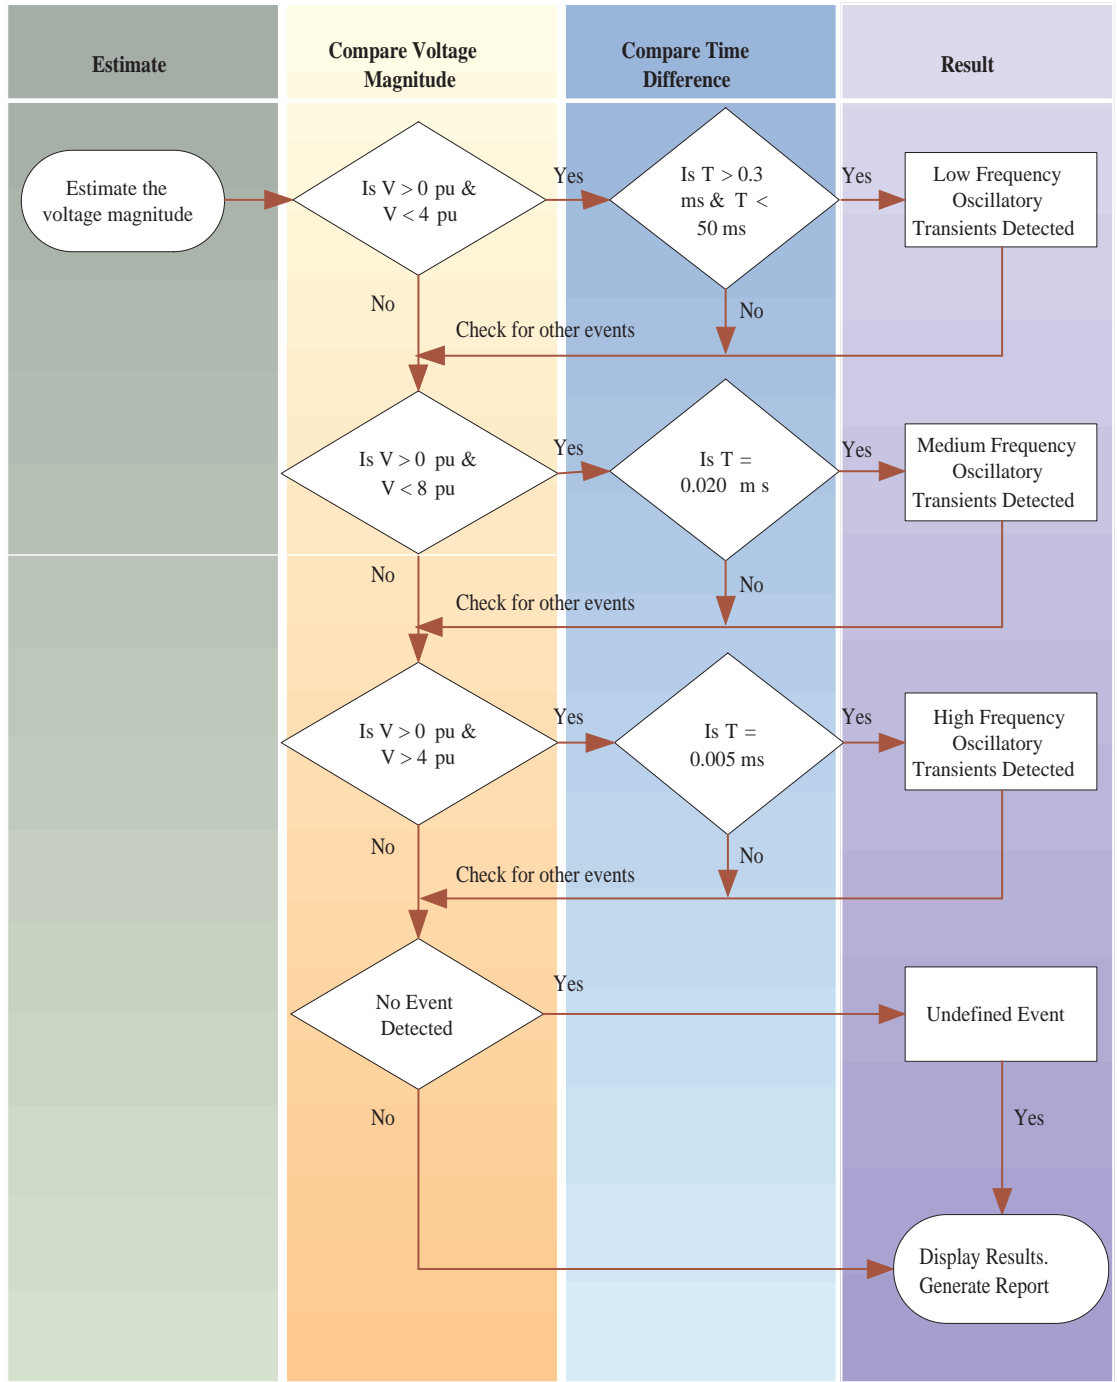 Estimate
Compare Voltage
Magnitude
Compare Time
Difference
Result
Estimate the
voltage magnitude
Is V > 0 pu &
V < 4 pu
Yes
Is T > 0.3
ms & T <
50 ms
Yes
Low Frequency
Oscillatory
Transients Detected
No
No
Check for other events
Is V > 0 pu &
V < 8 pu
Yes
Is T =
0.020 m s
Yes
Medium Frequency
Oscillatory
Transients Detected
No
No
Check for other events
Is V > 0 pu &
V > 4 pu
Yes
Is T =
0.005 ms
Yes
High Frequency
Oscillatory
Transients Detected
No
No
Check for other events
No Event
Detected
Yes
Undefined Event
No
Yes
Display Results.
Generate Report